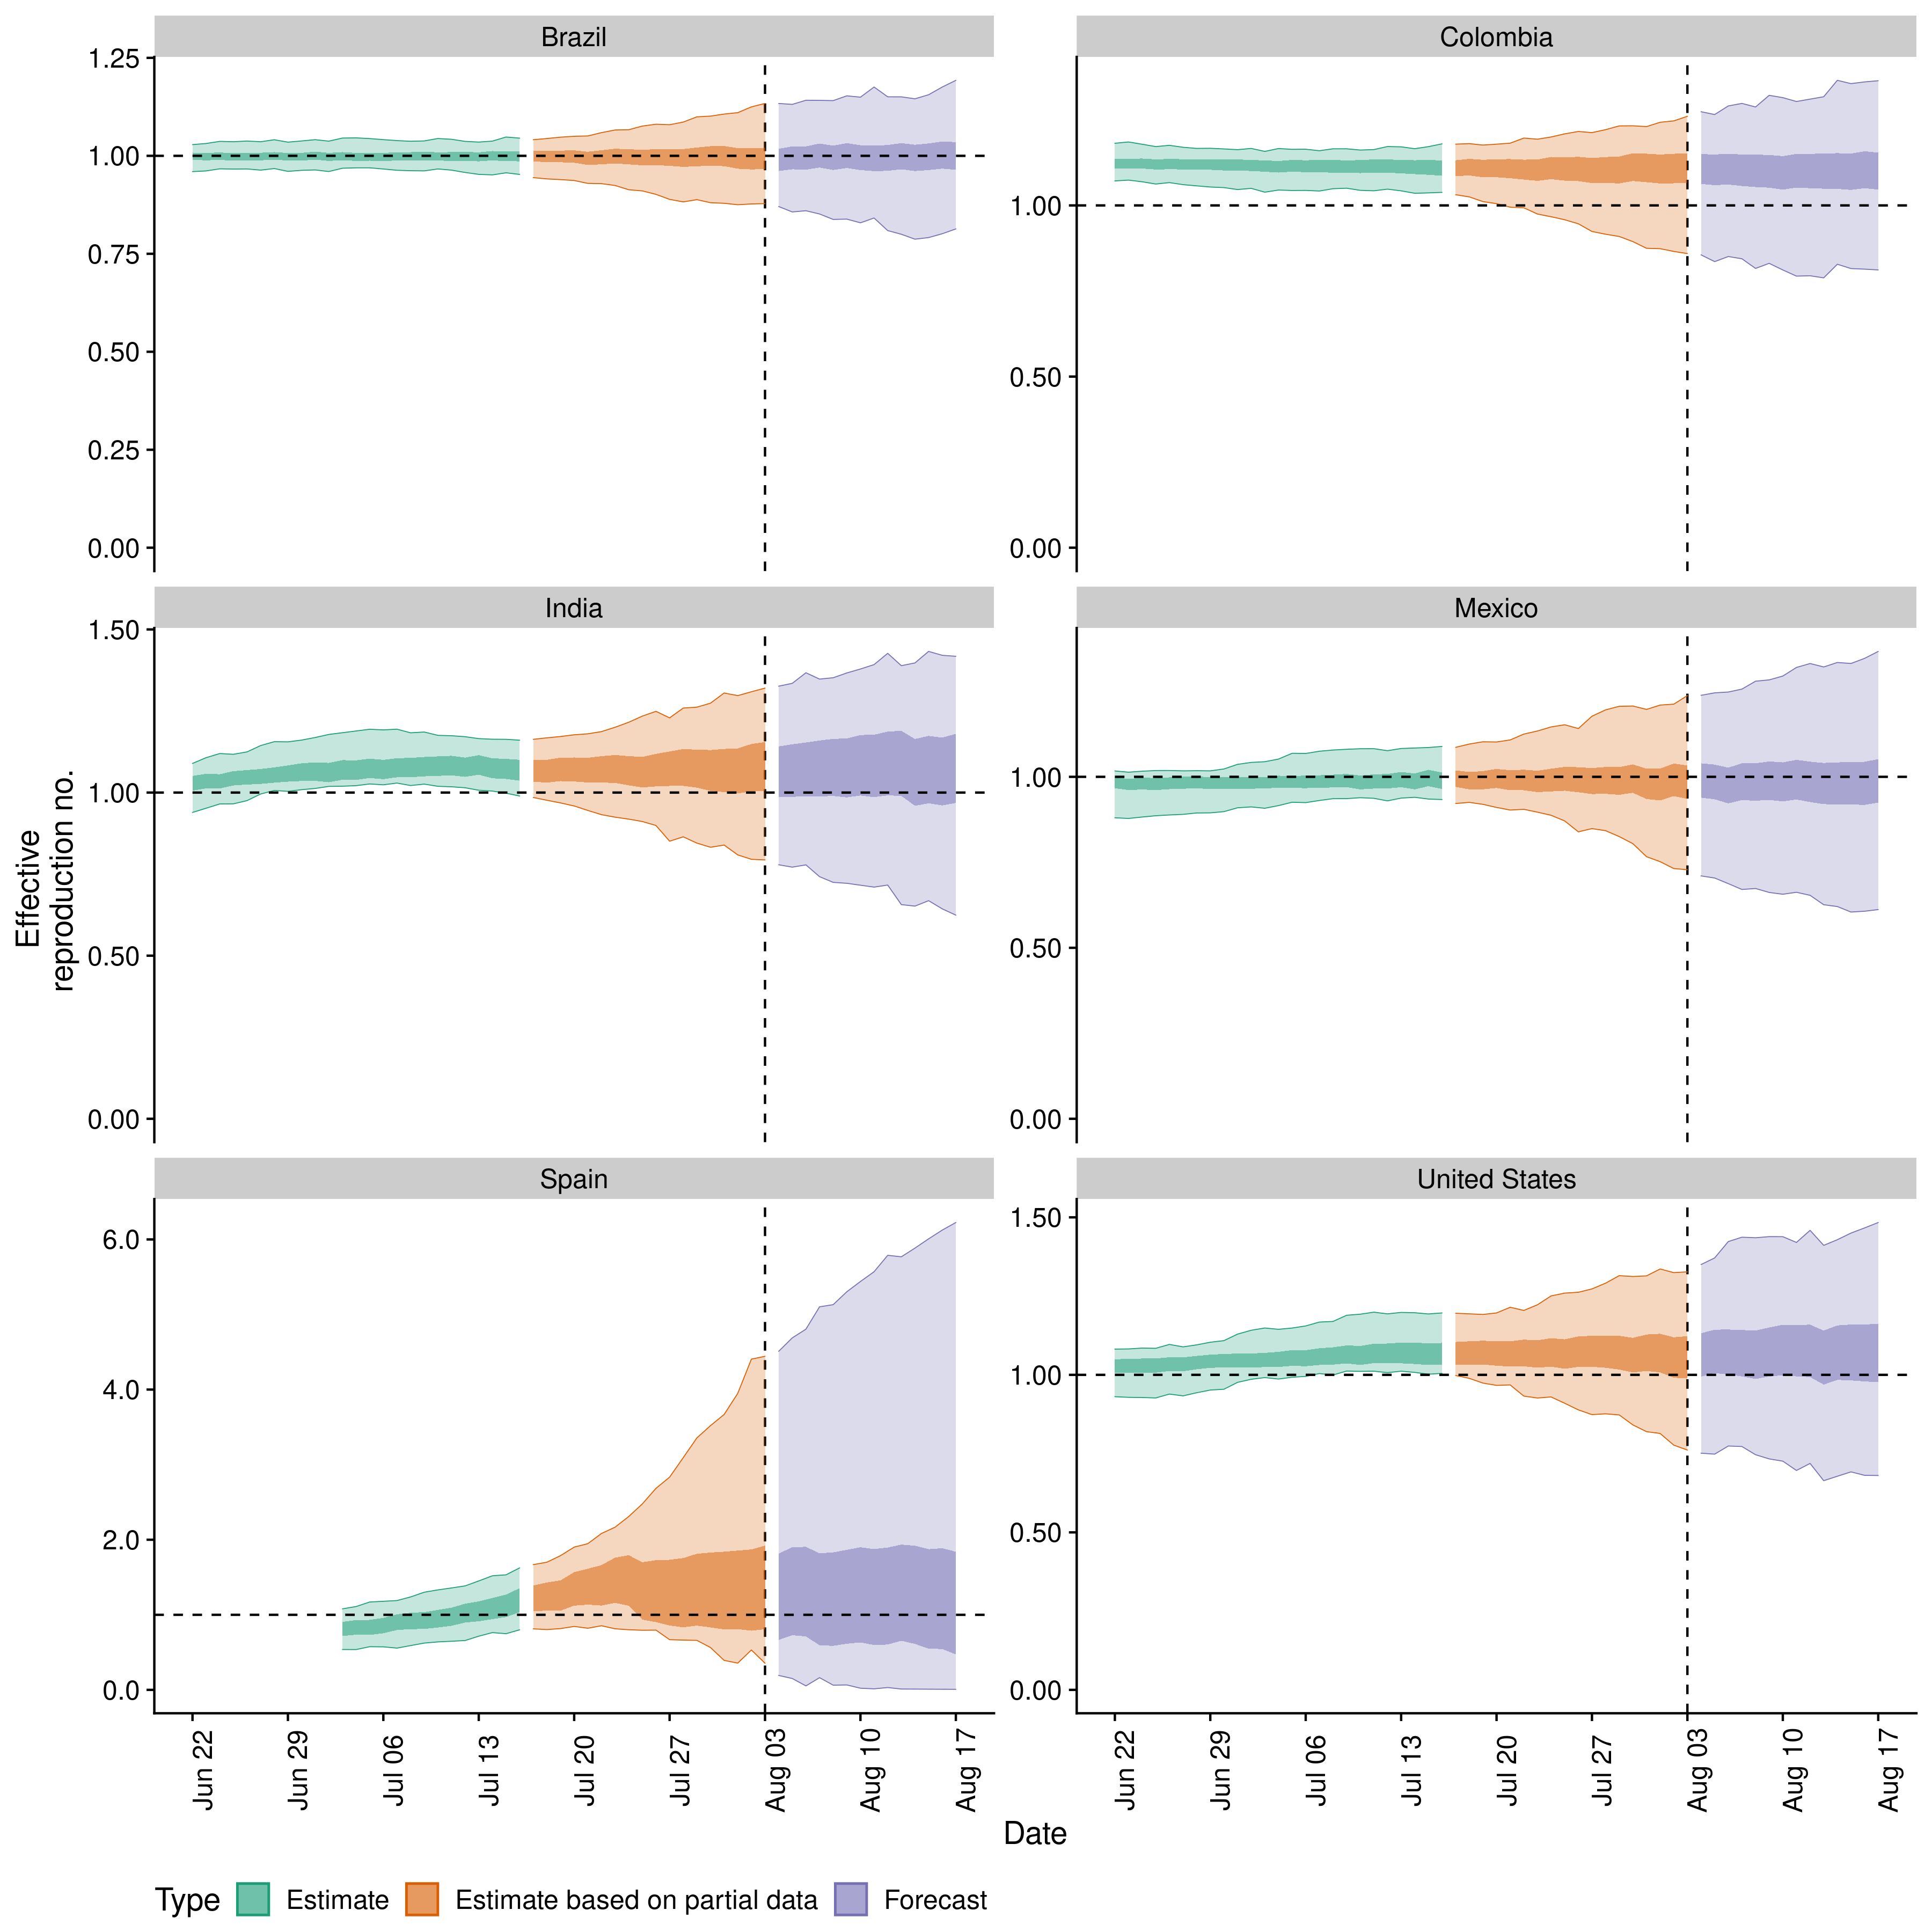 Brazil
Colombia
1.25
1.00
0.75
0.50
0.25
0.00
1.00
0.50
0.00
India
Mexico
1.50
1.00
0.50
0.00
1.00
0.50
0.00
Effective
reproduction no.
Spain
United States
6.0
4.0
2.0
0.0
1.50
1.00
0.50
0.00
Jun 22
Jun 29
Jul 06
Jul 13
Jul 20
Jul 27
Aug 03
Aug 10
Aug 17
Jun 22
Jun 29
Jul 06
Jul 13
Jul 20
Jul 27
Aug 03
Aug 10
Aug 17
Date
Type Estimate Estimate based on partial data Forecast